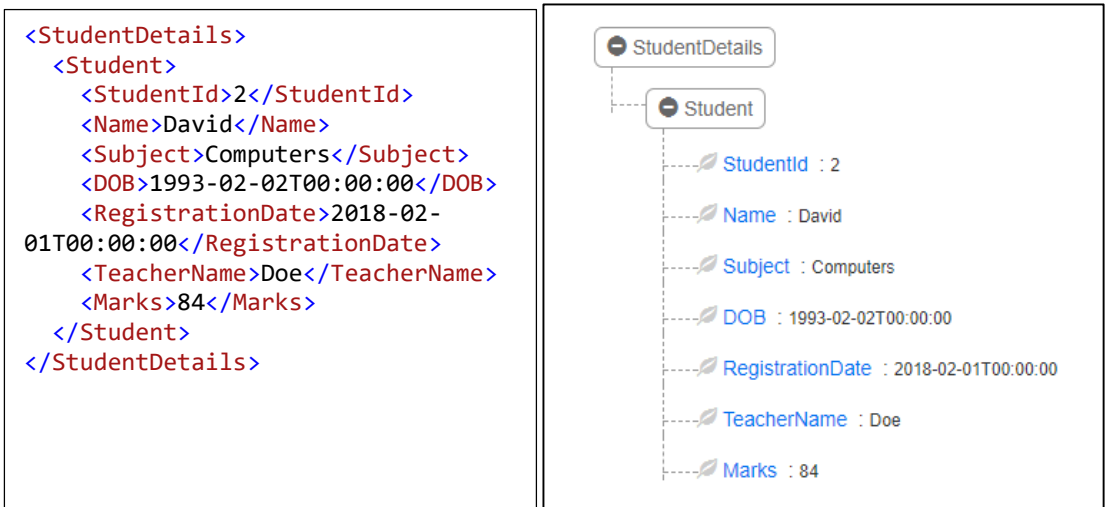 <StudentDetails>
<Student>
<StudentId>2</StudentId>
<Name>David</Name>
<Subject>Computers</Subject>
<DOB>1993-02-02T00:00:00</DOB>
<RegistrationDate>2018-02-
01T00:00:00</RegistrationDate>
<TeacherName>Doe</TeacherName>
<Marks>84</Marks>
</Student>
</StudentDetails>
StudentDetails
Student
StudentId : 2
Name : David
Subject : Computers
DOB : 1993-02-02T00:00:00
RegistrationDate : 2018-02-01T00:00:00
TeacherName : Doe
Marks : 84